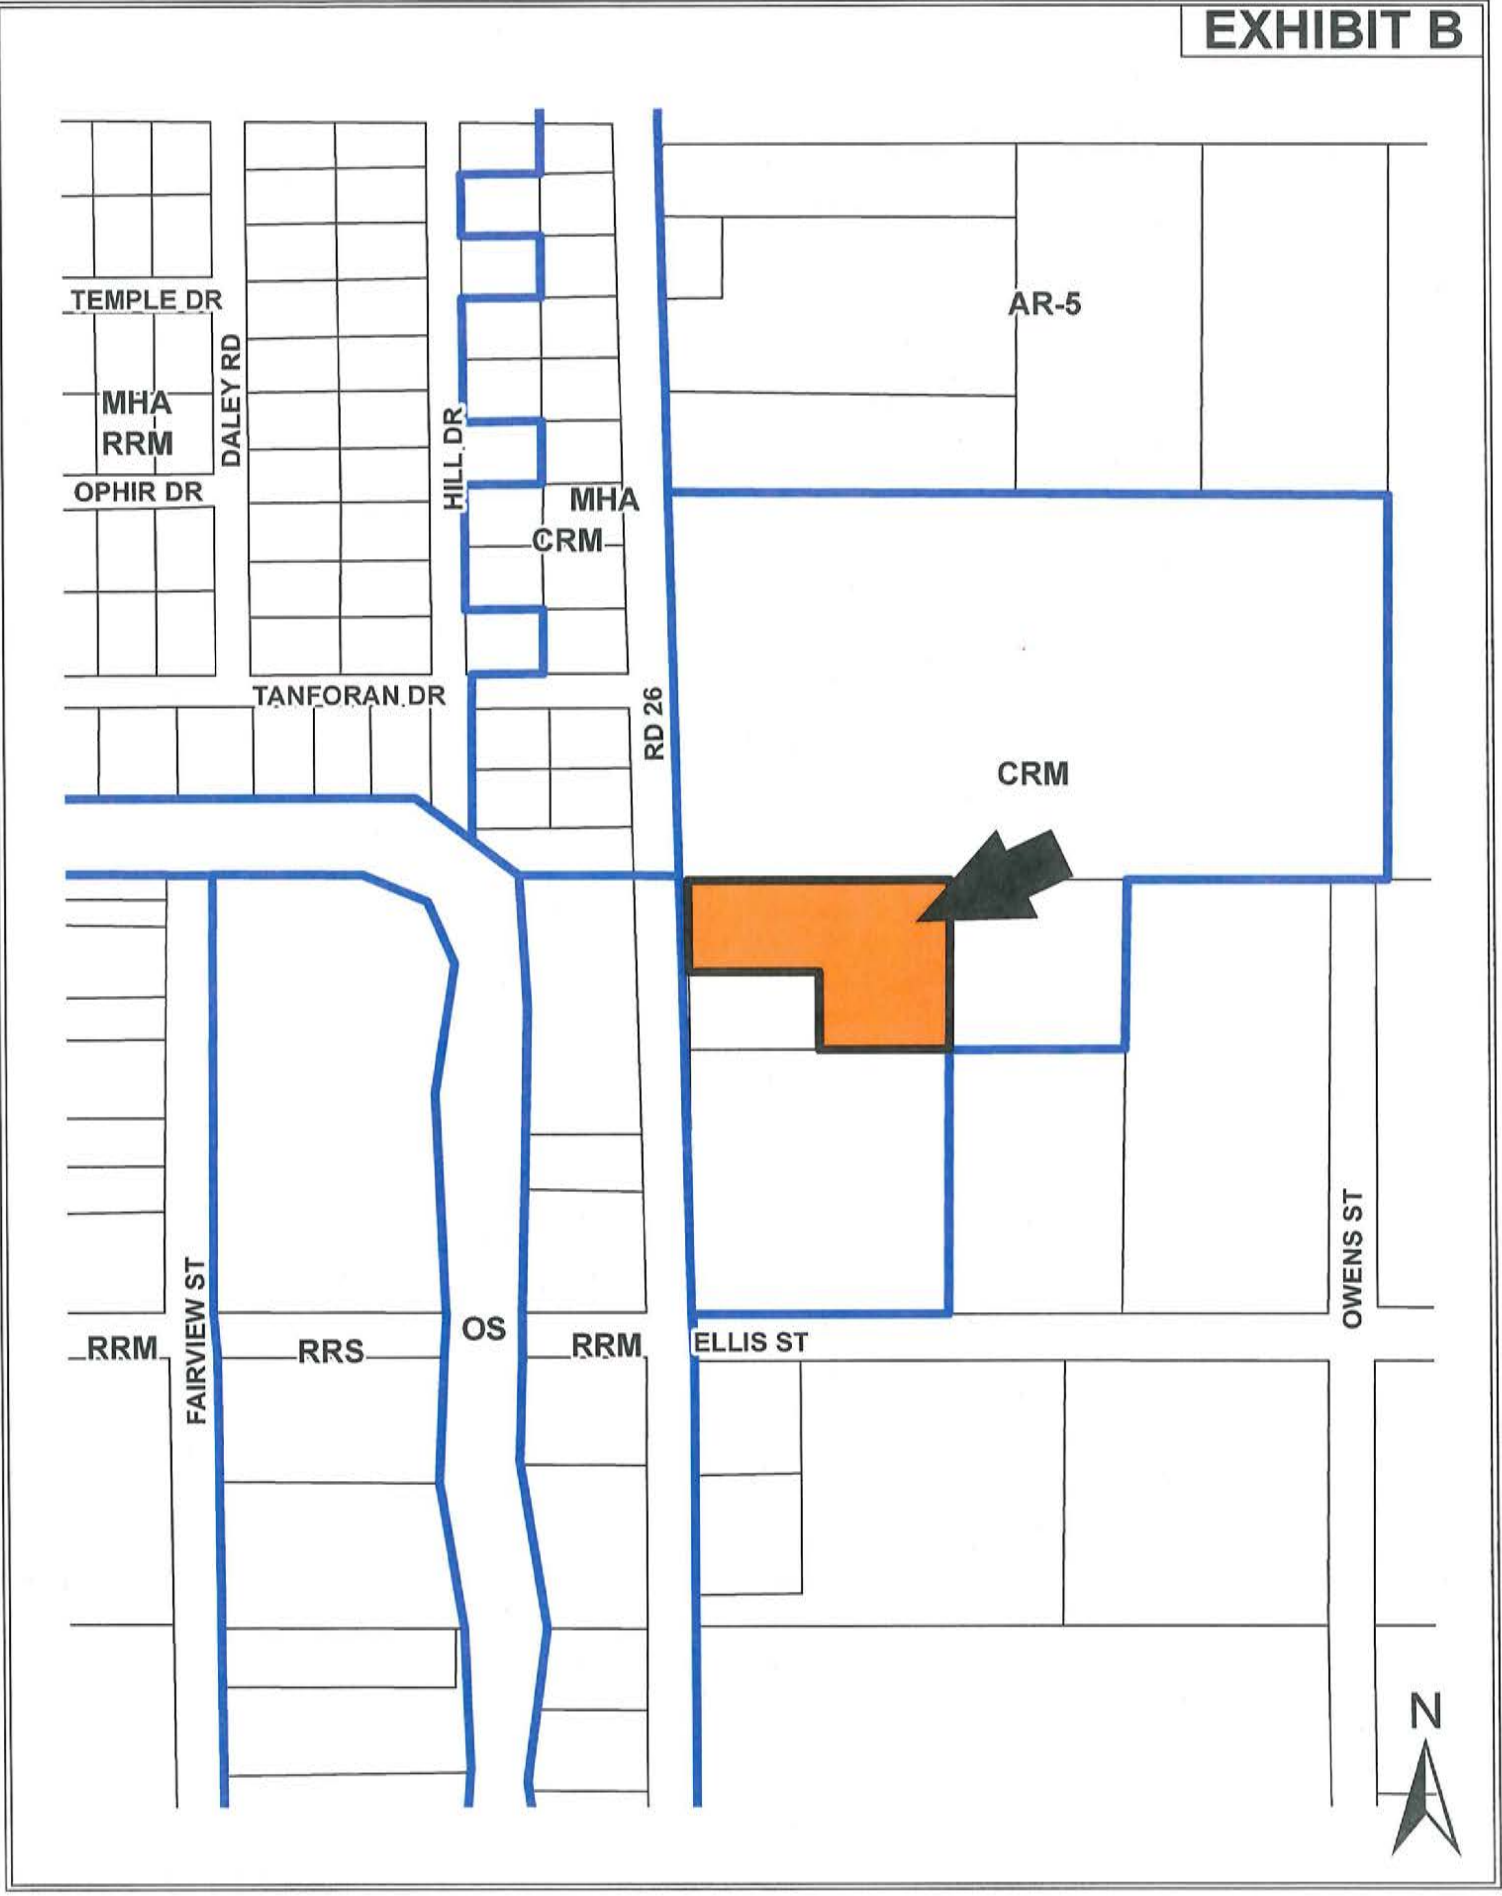 EXHIBIT B
TEMPLE DR
AR-5
DALEY RD
MHA
RRM
HILL DR
OPHIR DR
MHA
CRM
TANFORAN DR
RD 26
CRM
OWENS ST
FAIRVIEW ST
OS
RRM
RRS
RRM
ELLIS ST
N